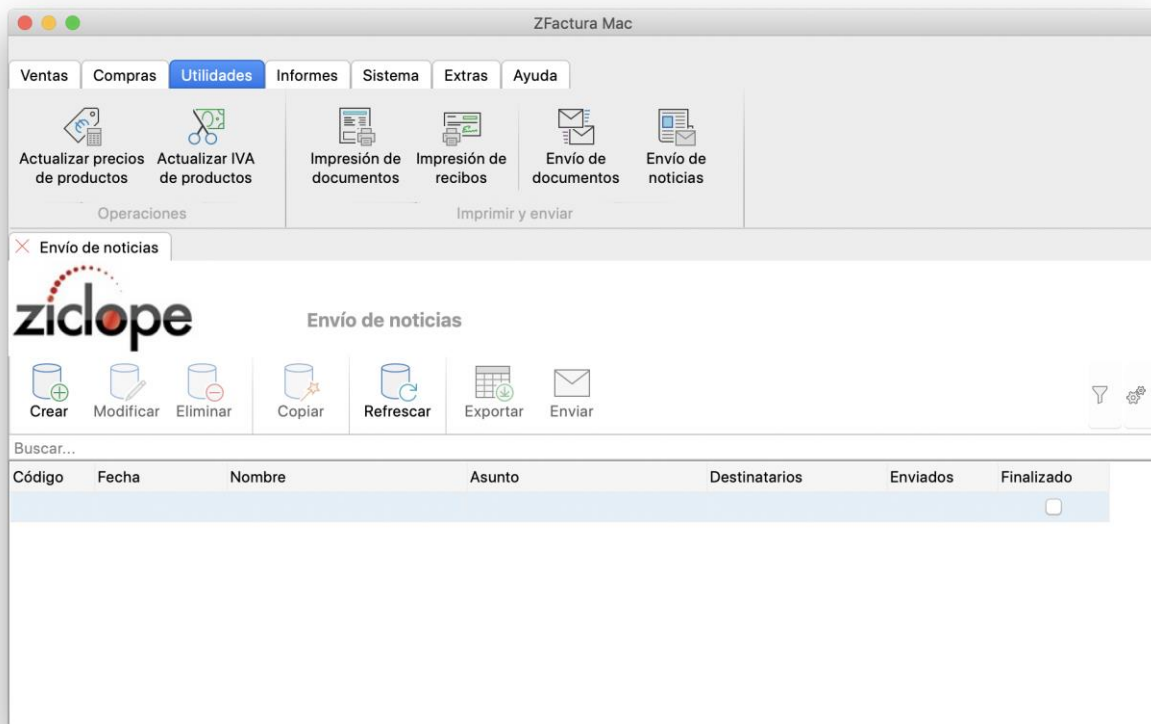 ZFactura Mac
Ventas Compras Utilidades Informes Sistema Extras Ayuda
Actualizar precios de productos
Actualizar IVA de productos
Impresión de documentos
Impresión de recibos
Envío de documentos
Envío de noticias
Operaciones Imprimir y enviar
Envío de noticias
ziclope Envío de noticias
Crear Modificar Eliminar Copiar Refrescar Exportar Enviar
Buscar...
Código Fecha Nombre Asunto Destinatarios Enviados Finalizado